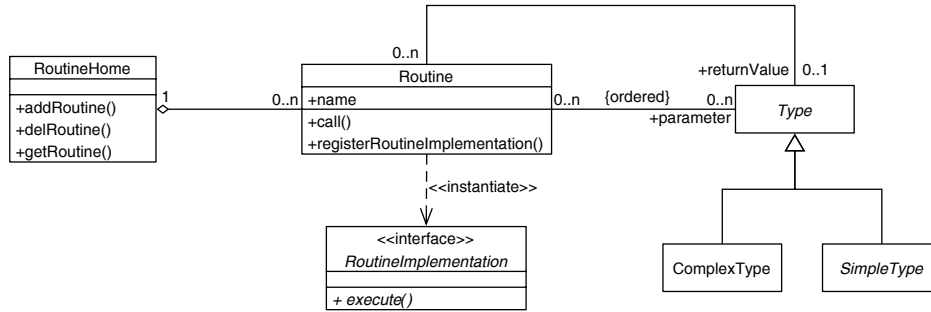 RoutineHome
+addRoutine()
+delRoutine()
+getRoutine()
1
0..n
0..n
Routine
+name
+call()
+registerRoutineImplementation()
0..n
{ordered}
0..n
+parameter
+returnValue
0..1
Type
<<instantiate>>
<<interface>>
RoutineImplementation
+ execute()
ComplexType
SimpleType